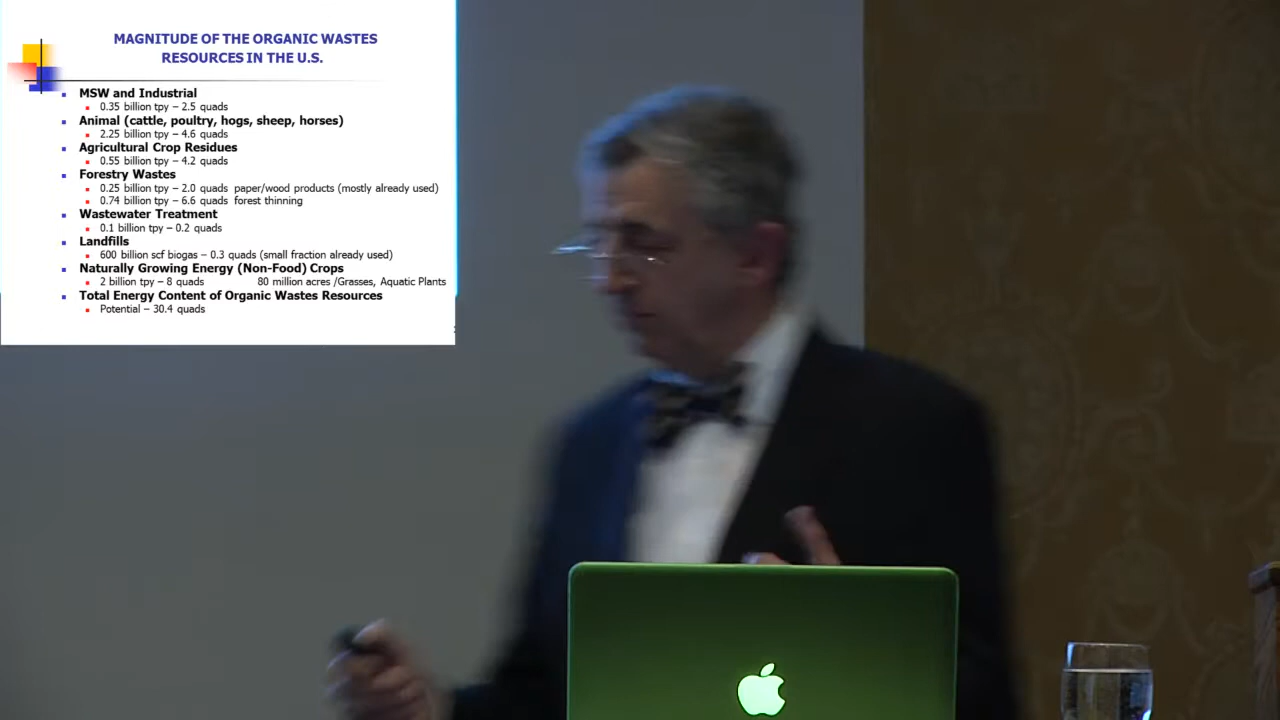 MAGNITUDE OF THE ORGANIC WASTES
RESOURCES IN THE U.S.
MSW and Industrial
0.35 billion tpy – 2.5 quads
Animal (cattle, poultry, hogs, sheep, horses)
2.25 billion tpy – 4.6 quads
Agricultural Crop Residues
0.55 billion tpy – 4.2 quads
Forestry Wastes
0.25 billion tpy – 2.0 quads paper/wood products (mostly already used)
0.74 billion tpy – 6.6 quads forest thinning
Wastewater Treatment
0.1 billion tpy – 0.2 quads
Landfills
600 billion scf biogas – 0.3 quads (small fraction already used)
Naturally Growing Energy (Non-Food) Crops
2 billion tpy – 8 quads 80 million acres /Grasses, Aquatic Plants
Total Energy Content of Organic Wastes Resources
Potential – 30.4 quads